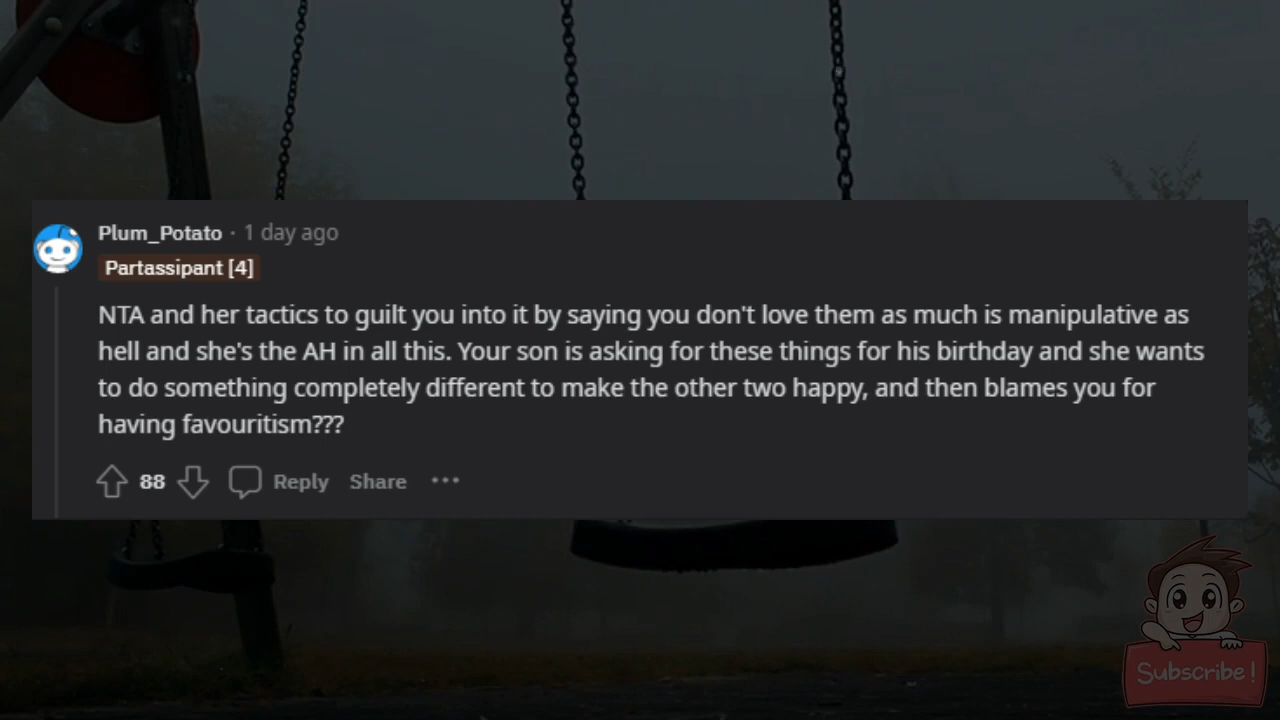 Plum_Potato · 1 day ago
Partassipant [4]
NTA and her tactics to guilt you into it by saying you don't love them as much is manipulative as
hell and she's the AH in all this. Your son is asking for these things for his birthday and she wants
to do something completely different to make the other two happy, and then blames you for
having favouritism???
88 Reply Share ···
Subscribe!